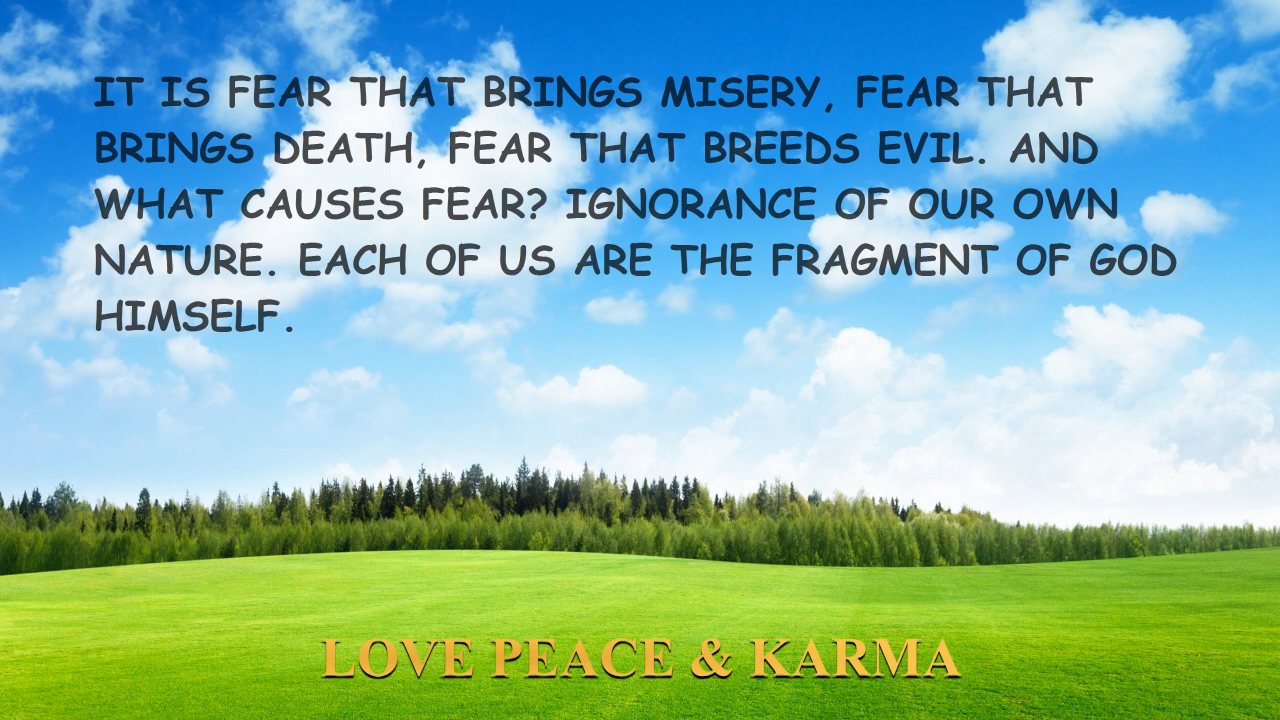 IT IS FEAR THAT BRINGS MISERY, FEAR THAT
BRINGS DEATH, FEAR THAT BREEDS EVIL. AND
WHAT CAUSES FEAR? IGNORANCE OF OUR OWN
NATURE. EACH OF US ARE THE FRAGMENT OF GOD
HIMSELF.
LOVE PEACE & KARMA